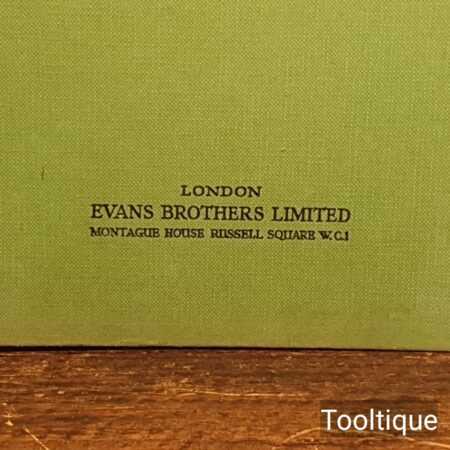 LONDON
EVANS BROTHERS LIMITED
MONTAGUE HOUSE RUSSELL SQUARE W.C.1
Tooltique